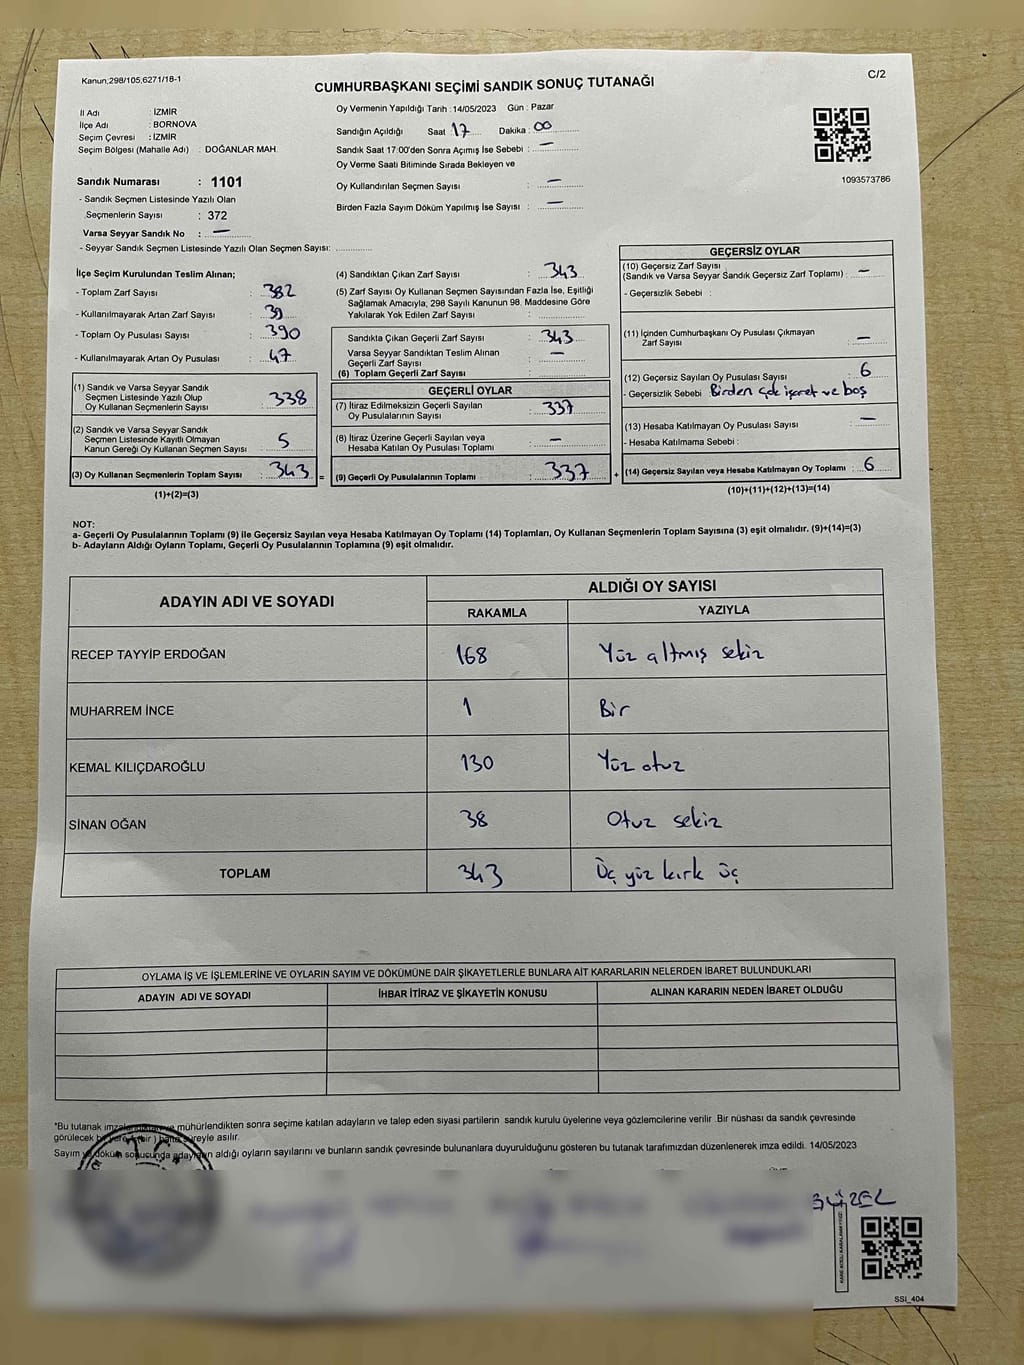 Kanun,298/105,6271/18-1
C/2
CUMHURBAŞKANI SEÇİMİ SANDIK SONUÇ TUTANAĞI
İl Adı : İZMİR
İlçe Adı : BORNOVA
Seçim Çevresi : İZMİR
Seçim Bölgesi (Mahalle Adı) : DOĞANLAR MAH.
Sandık Numarası : 1101
- Sandık Seçmen Listesinde Yazılı Olan
Seçmenlerin Sayısı : 372
Varsa Seyyar Sandık No : —
- Seyyar Sandık Seçmen Listesinde Yazılı Olan Seçmen Sayısı:
Oy Vermenin Yapıldığı Tarih : 14/05/2023 Gün : Pazar
Sandığın Açıldığı Saat : 17 Dakika : 00
Sandık Saat 17:00'den Sonra Açımış İse Sebebi : —
Oy Verme Saati Bitiminde Sırada Bekleyen ve
Oy Kullandırılan Seçmen Sayısı : —
Birden Fazla Sayım Döküm Yapılmış İse Sayısı : —
1093573786
İlçe Seçim Kurulundan Teslim Alınan;
- Toplam Zarf Sayısı : 382
- Kullanılmayarak Artan Zarf Sayısı : 39
- Toplam Oy Pusulası Sayısı : 390
- Kullanılmayarak Artan Oy Pusulası : 47
(1) Sandık ve Varsa Seyyar Sandık
Seçmen Listesinde Yazılı Olup
Oy Kullanan Seçmenlerin Sayısı : 338
(2) Sandık ve Varsa Seyyar Sandık
Seçmen Listesinde Kayıtlı Olmayan
Kanun Gereği Oy Kullanan Seçmen Sayısı : 5
(3) Oy Kullanan Seçmenlerin Toplam Sayısı : 343 =
(1)+(2)=(3)
(4) Sandıktan Çıkan Zarf Sayısı : 343
(5) Zarf Sayısı Oy Kullanan Seçmen Sayısından Fazla İse, Eşitliği
Sağlamak Amacıyla, 298 Sayılı Kanunun 98. Maddesine Göre
Yakılarak Yok Edilen Zarf Sayısı :
Sandıkta Çıkan Geçerli Zarf Sayısı : 343
Varsa Seyyar Sandıktan Teslim Alınan
Geçerli Zarf Sayısı : —
(6) Toplam Geçerli Zarf Sayısı :
GEÇERLİ OYLAR
(7) İtiraz Edilmeksizin Geçerli Sayılan
Oy Pusulalarının Sayısı : 337
(8) İtiraz Üzerine Geçerli Sayılan veya
Hesaba Katılan Oy Pusulası Toplamı : —
(9) Geçerli Oy Pusulalarının Toplamı : 337 +
GEÇERSİZ OYLAR
(10) Geçersiz Zarf Sayısı
(Sandık ve Varsa Seyyar Sandık Geçersiz Zarf Toplamı) : —
- Geçersizlik Sebebi :
(11) İçinden Cumhurbaşkanı Oy Pusulası Çıkmayan
Zarf Sayısı : —
(12) Geçersiz Sayılan Oy Pusulası Sayısı : 6
- Geçersizlik Sebebi : Birden çok işaret ve boş
(13) Hesaba Katılmayan Oy Pusulası Sayısı : —
- Hesaba Katılmama Sebebi :
(14) Geçersiz Sayılan veya Hesaba Katılmayan Oy Toplamı : 6
(10)+(11)+(12)+(13)=(14)
NOT:
a- Geçerli Oy Pusulalarının Toplamı (9) ile Geçersiz Sayılan veya Hesaba Katılmayan Oy Toplamı (14) Toplamları, Oy Kullanan Seçmenlerin Toplam Sayısına (3) eşit olmalıdır. (9)+(14)=(3)
b- Adayların Aldığı Oyların Toplamı, Geçerli Oy Pusulalarının Toplamına (9) eşit olmalıdır.
ADAYIN ADI VE SOYADI ALDIĞI OY SAYISI
RAKAMLA YAZIYLA
RECEP TAYYİP ERDOĞAN 168 Yüz altmış sekiz
MUHARREM İNCE 1 Bir
KEMAL KILIÇDAROĞLU 130 Yüz otuz
SİNAN OĞAN 38 Otuz sekiz
TOPLAM 343 Üç yüz kırk üç
OYLAMA İŞ VE İŞLEMLERİNE VE OYLARIN SAYIM VE DÖKÜMÜNE DAİR ŞİKAYETLERLE BUNLARA AİT KARARLARIN NELERDEN İBARET BULUNDUKLARI
ADAYIN ADI VE SOYADI İHBAR İTİRAZ VE ŞİKAYETİN KONUSU ALINAN KARARIN NEDEN İBARET OLDUĞU
*Bu tutanak mühürlendikten sonra seçime katılan adayların ve talep eden siyasi partilerin sandık kurulu üyelerine veya gözlemcilerine verilir .Bir nüshası da sandık çevresinde
görülecek bir yere ( bir ) hafta süreyle asılır.
Sayım ve döküm sonucunda adayların aldığı oyların sayılarını ve bunların sandık çevresinde bulunanlara duyurulduğunu gösteren bu tutanak tarafımızdan düzenlenerek imza edildi. 14/05/2023
SSİ_404